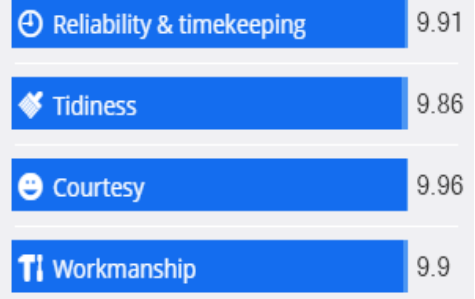 Reliability & timekeeping 9.91
Tidiness 9.86
Courtesy 9.96
Workmanship 9.9